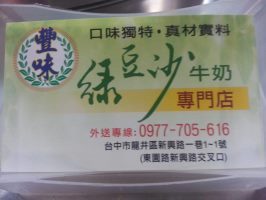 豐味
口味獨特·真材實料
綠豆沙牛奶
專門店
外送專線:0977-705-616
台中市龍井區新興路一巷1~1號
(東園路新興路交叉口)